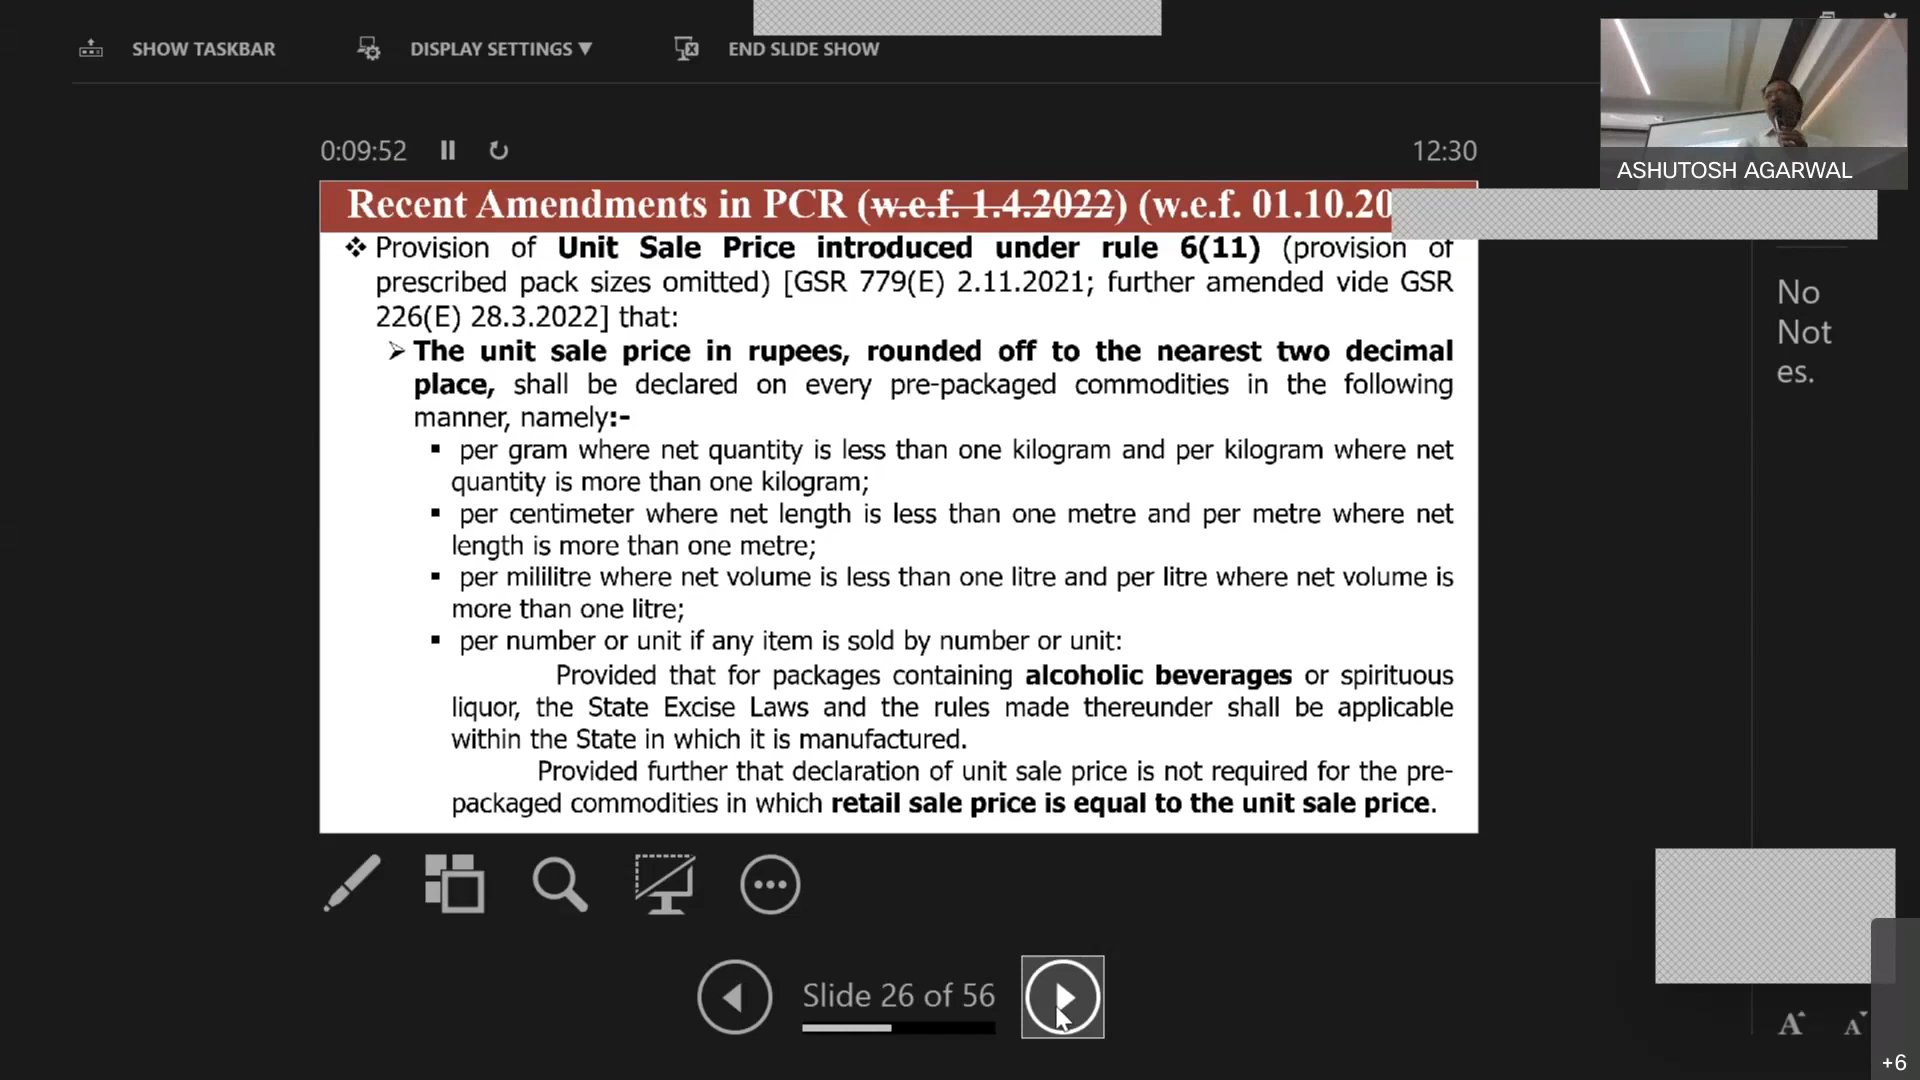 SHOW TASKBAR
DISPLAY SETTINGS ▼
END SLIDE SHOW
ASHUTOSH AGARWAL
0:09:52
12:30
Recent Amendments in PCR (w.e.f. 1.4.2022) (w.e.f. 01.10.20
❖ Provision of Unit Sale Price introduced under rule 6(11) (provision of
prescribed pack sizes omitted) [GSR 779(E) 2.11.2021; further amended vide GSR
226(E) 28.3.2022] that:
➢ The unit sale price in rupees, rounded off to the nearest two decimal
place, shall be declared on every pre-packaged commodities in the following
manner, namely:-
▪ per gram where net quantity is less than one kilogram and per kilogram where net
quantity is more than one kilogram;
▪ per centimeter where net length is less than one metre and per metre where net
length is more than one metre;
▪ per mililitre where net volume is less than one litre and per litre where net volume is
more than one litre;
▪ per number or unit if any item is sold by number or unit:
Provided that for packages containing alcoholic beverages or spirituous
liquor, the State Excise Laws and the rules made thereunder shall be applicable
within the State in which it is manufactured.
Provided further that declaration of unit sale price is not required for the pre-
packaged commodities in which retail sale price is equal to the unit sale price.
No
Not
es.
Slide 26 of 56
A A
+6